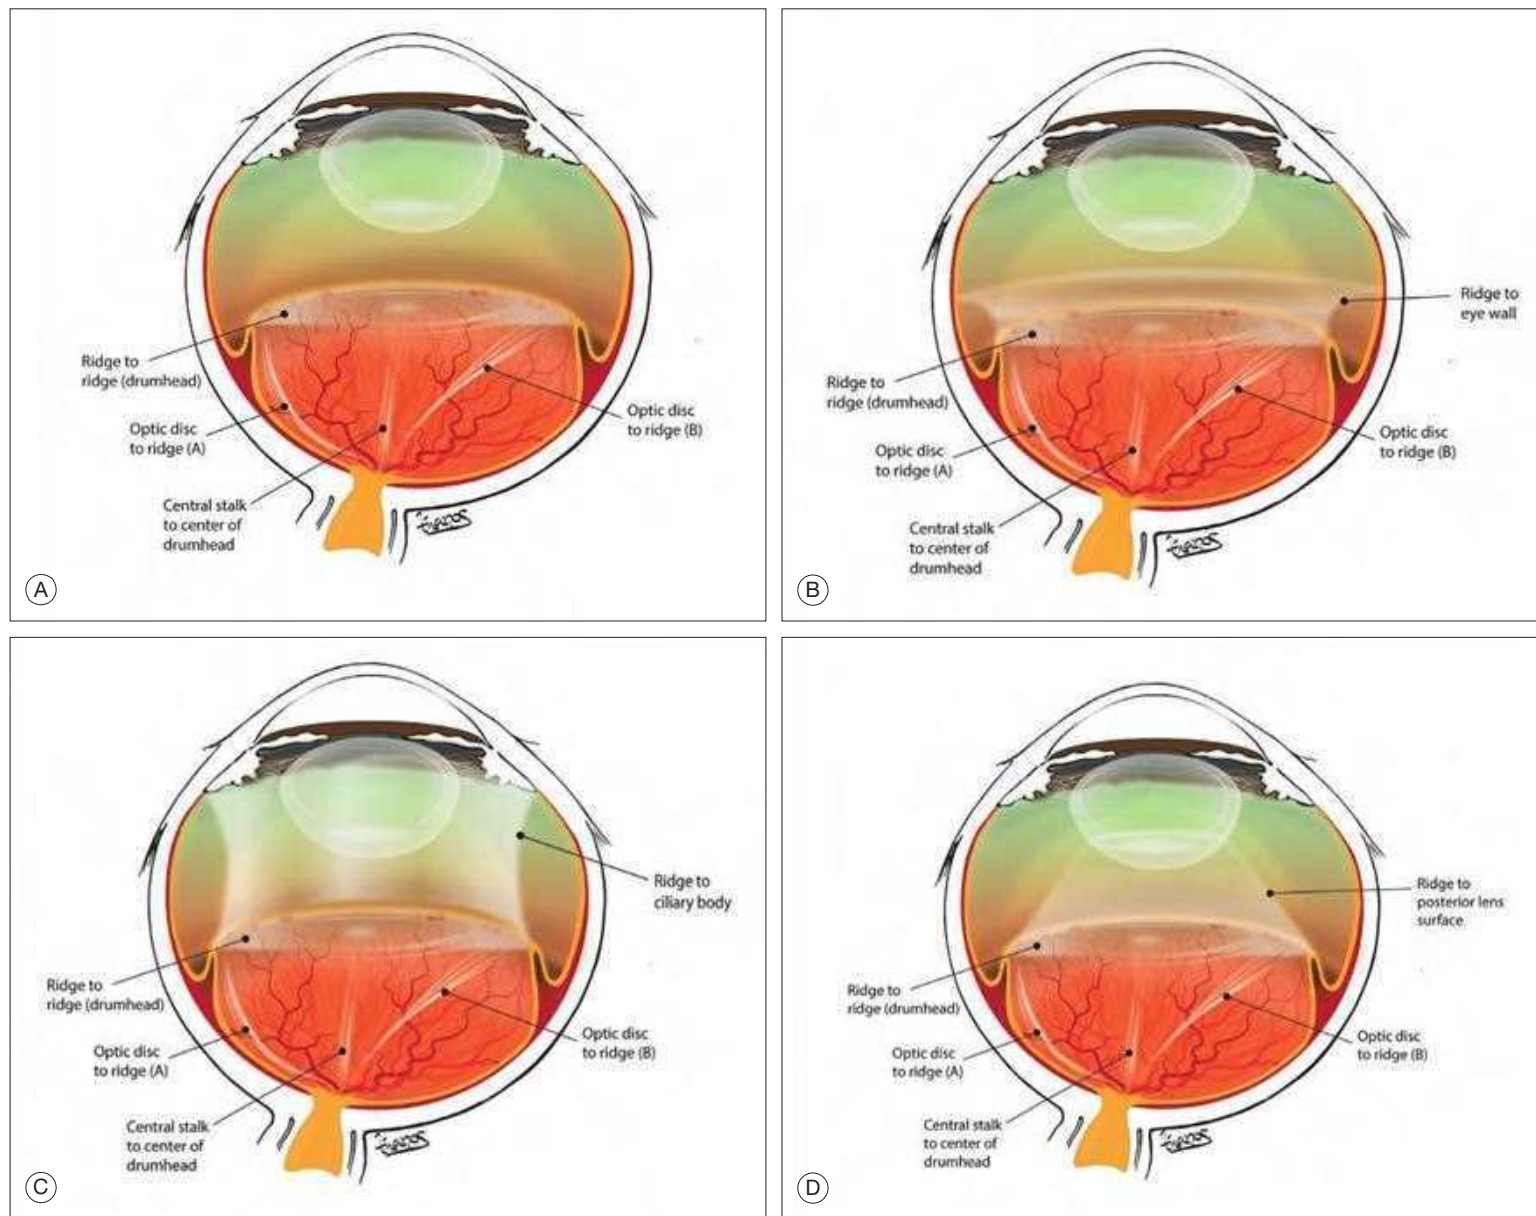 Ridge to
ridge (drumhead)
Optic disc
to ridge (A)
Central stalk
to center of
drumhead
Optic disc
to ridge (B)
A
Ridge to
eye wall
Ridge to
ridge (drumhead)
Optic disc
to ridge (A)
Optic disc
to ridge (B)
Central stalk
to center of
drumhead
B
Ridge to
ciliary body
Ridge to
ridge (drumhead)
Optic disc
to ridge (A)
Optic disc
to ridge (B)
Central stalk
to center of
drumhead
C
Ridge to
posterior lens
surface
Ridge to
ridge (drumhead)
Optic disc
to ridge (A)
Optic disc
to ridge (B)
Central stalk
to center of
drumhead
D